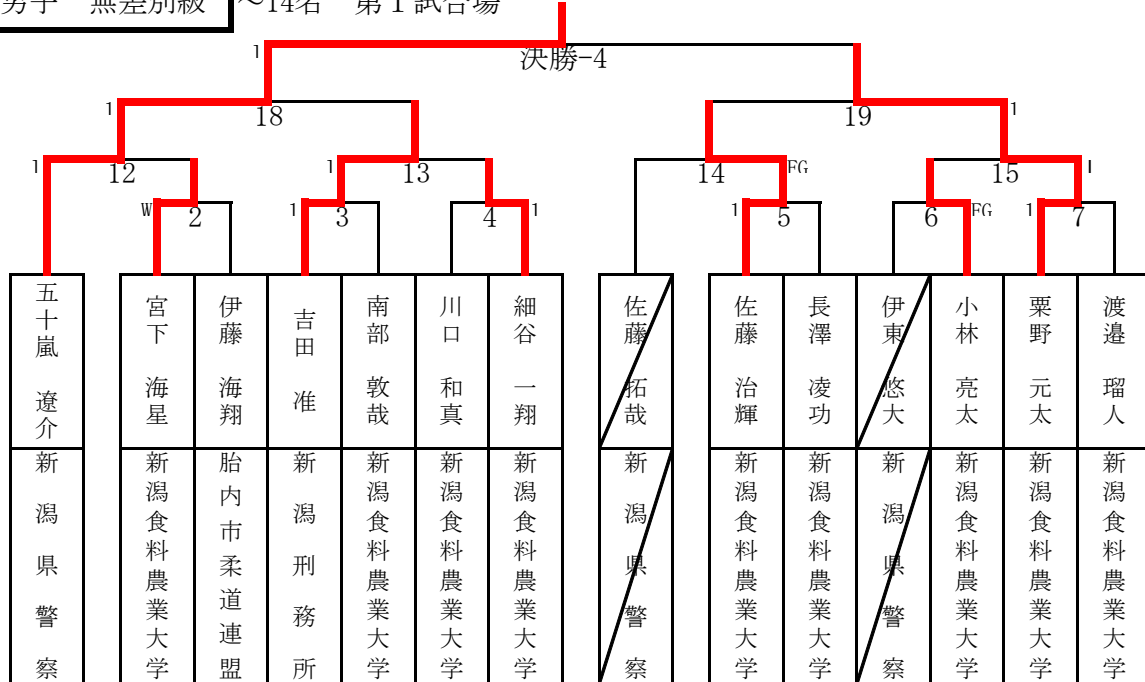 男子　無差別級　～14名　第１試合場
決勝-4
1
1
18
19
1
1
12
1
13
14
FG
15
1
W
2
1
3
4
1
1
5
6
FG
1
7
五十嵐　遼介
宮下　海星
伊藤　海翔
吉田　准
南部　敦哉
川口　和真
細谷　一翔
佐藤　拓哉
佐藤　治輝
長澤　凌功
伊東　悠大
小林　亮太
粟野　元太
渡邉　瑠人
新潟県警察
新潟食料農業大学
胎内市柔道連盟
新潟刑務所
新潟食料農業大学
新潟食料農業大学
新潟食料農業大学
新潟県警察
新潟食料農業大学
新潟食料農業大学
新潟県警察
新潟食料農業大学
新潟食料農業大学
新潟食料農業大学